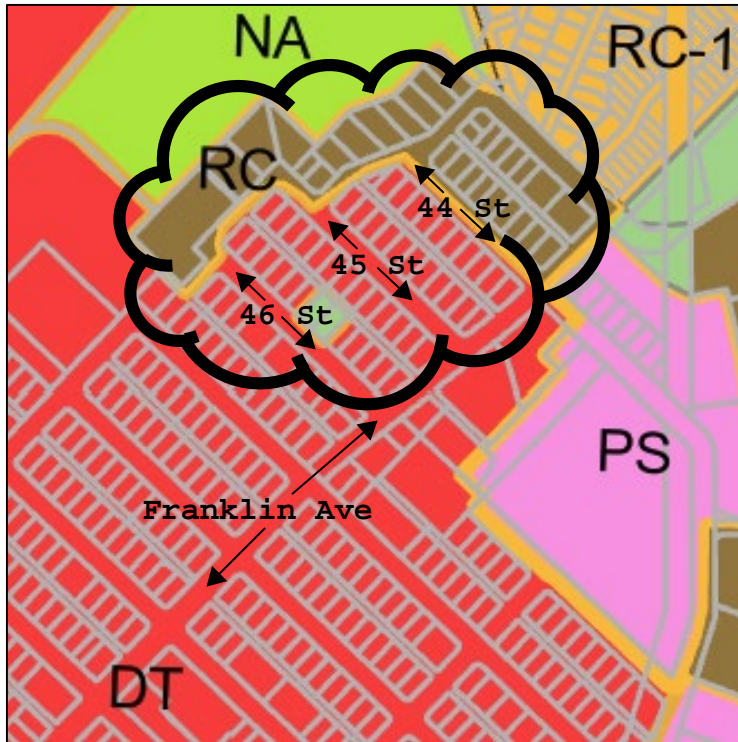 NA
RC-1
RC
44 St
45 St
46 St
PS
Franklin Ave
DT